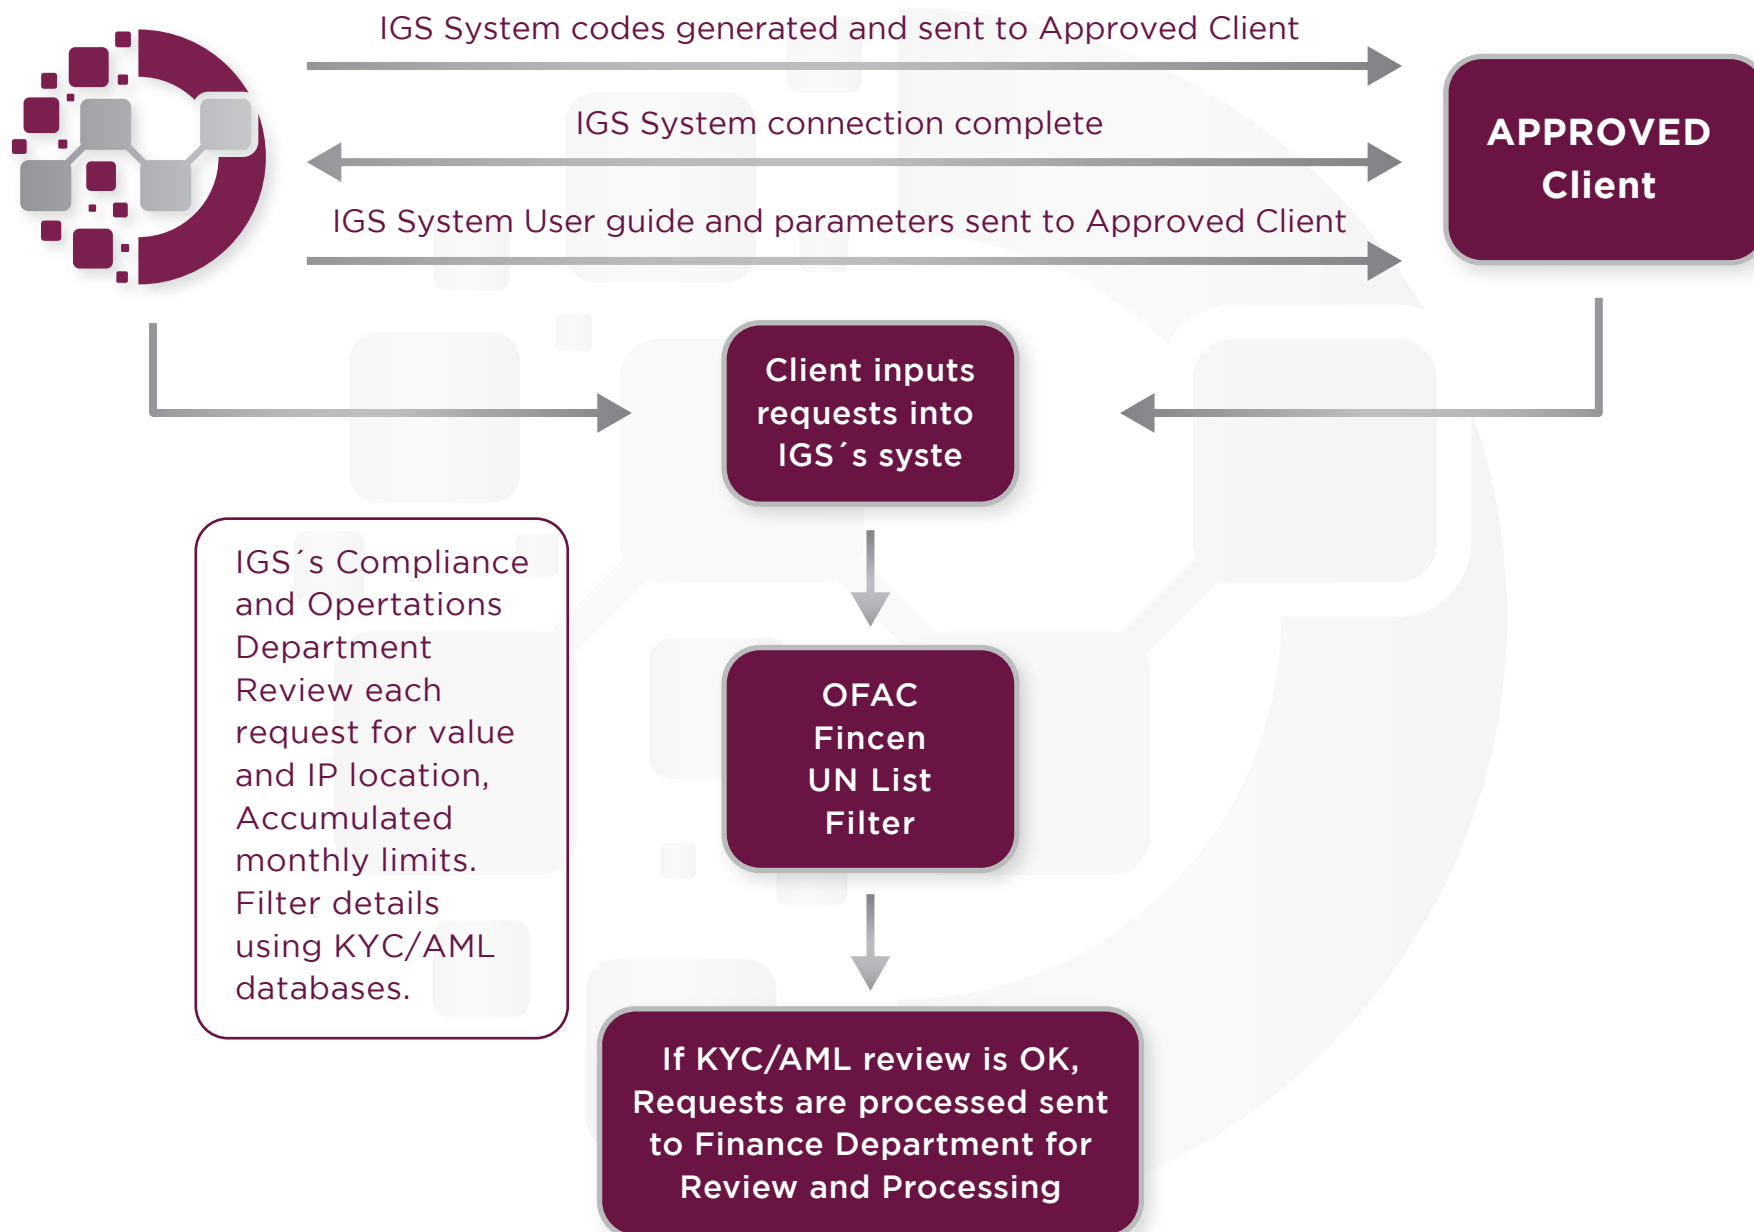 IGS System codes generated and sent to Approved Client
IGS System connection complete
IGS System User guide and parameters sent to Approved Client
APPROVED
Client
Client inputs
requests into
IGS´s syste
IGS´s Compliance
and Opertations
Department
Review each
request for value
and IP location,
Accumulated
monthly limits.
Filter details
using KYC/AML
databases.
OFAC
Fincen
UN List
Filter
If KYC/AML review is OK,
Requests are processed sent
to Finance Department for
Review and Processing